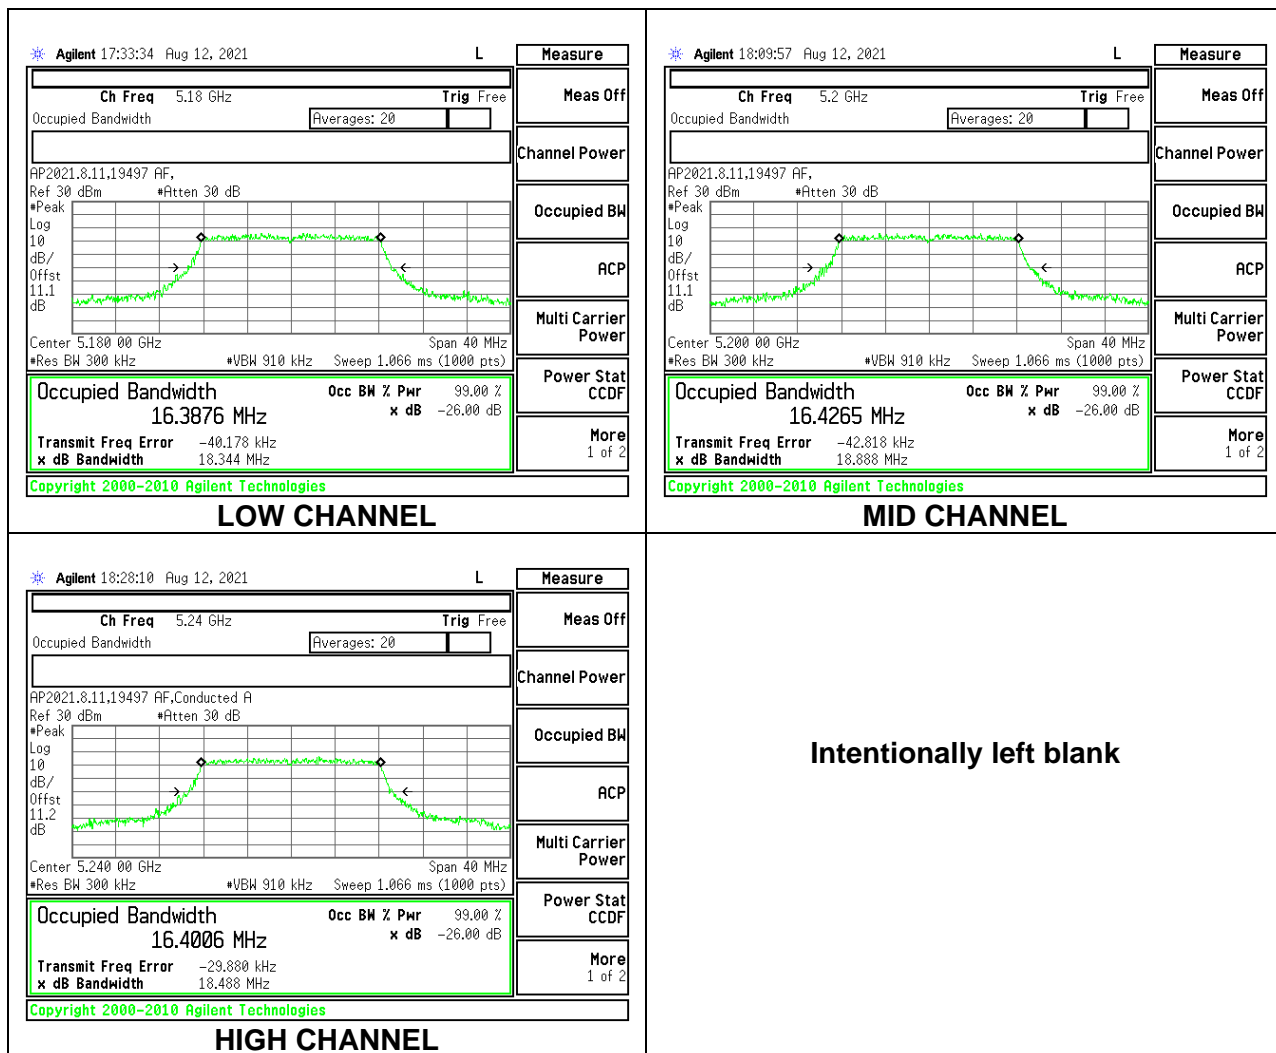 Agilent 17:33:34 Aug 12, 2021 L Measure
Ch Freq 5.18 GHz Trig Free Meas Off
Occupied Bandwidth Averages: 20
Channel Power
AP2021.8.11,19497 AF,
Ref 30 dBm #Atten 30 dB
#Peak
Log
10
dB/
Offst
11.1
dB
Occupied BW
ACP
Multi Carrier
Power
Center 5.180 00 GHz Span 40 MHz
#Res BW 300 kHz #VBW 910 kHz Sweep 1.066 ms (1000 pts)
Power Stat
CCDF
Occupied Bandwidth Occ BW % Pwr 99.00 %
16.3876 MHz x dB -26.00 dB
Transmit Freq Error -40.178 kHz
x dB Bandwidth 18.344 MHz
More
1 of 2
Copyright 2000-2010 Agilent Technologies
LOW CHANNEL
Agilent 18:09:57 Aug 12, 2021 L Measure
Ch Freq 5.2 GHz Trig Free Meas Off
Occupied Bandwidth Averages: 20
Channel Power
AP2021.8.11,19497 AF,
Ref 30 dBm #Atten 30 dB
#Peak
Log
10
dB/
Offst
11.1
dB
Occupied BW
ACP
Multi Carrier
Power
Center 5.200 00 GHz Span 40 MHz
#Res BW 300 kHz #VBW 910 kHz Sweep 1.066 ms (1000 pts)
Power Stat
CCDF
Occupied Bandwidth Occ BW % Pwr 99.00 %
16.4265 MHz x dB -26.00 dB
Transmit Freq Error -42.818 kHz
x dB Bandwidth 18.888 MHz
More
1 of 2
Copyright 2000-2010 Agilent Technologies
MID CHANNEL
Agilent 18:28:10 Aug 12, 2021 L Measure
Ch Freq 5.24 GHz Trig Free Meas Off
Occupied Bandwidth Averages: 20
Channel Power
AP2021.8.11,19497 AF,Conducted A
Ref 30 dBm #Atten 30 dB
#Peak
Log
10
dB/
Offst
11.2
dB
Occupied BW
ACP
Multi Carrier
Power
Center 5.240 00 GHz Span 40 MHz
#Res BW 300 kHz #VBW 910 kHz Sweep 1.066 ms (1000 pts)
Power Stat
CCDF
Occupied Bandwidth Occ BW % Pwr 99.00 %
16.4006 MHz x dB -26.00 dB
Transmit Freq Error -29.880 kHz
x dB Bandwidth 18.488 MHz
More
1 of 2
Copyright 2000-2010 Agilent Technologies
HIGH CHANNEL
Intentionally left blank